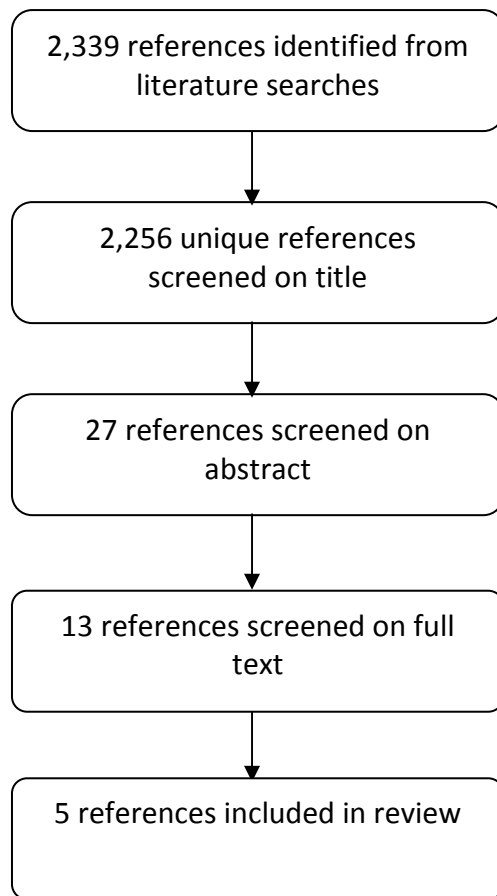 2,339 references identified from
literature searches
2,256 unique references
screened on title
27 references screened on
abstract
13 references screened on full
text
5 references included in review